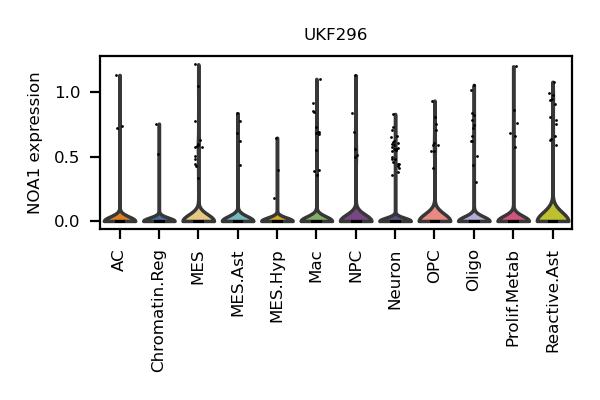 UKF296
NOA1 expression
1.0
0.5
0.0
AC
Chromatin.Reg
MES
MES.Ast
MES.Hyp
Mac
NPC
Neuron
OPC
Oligo
Prolif.Metab
Reactive.Ast